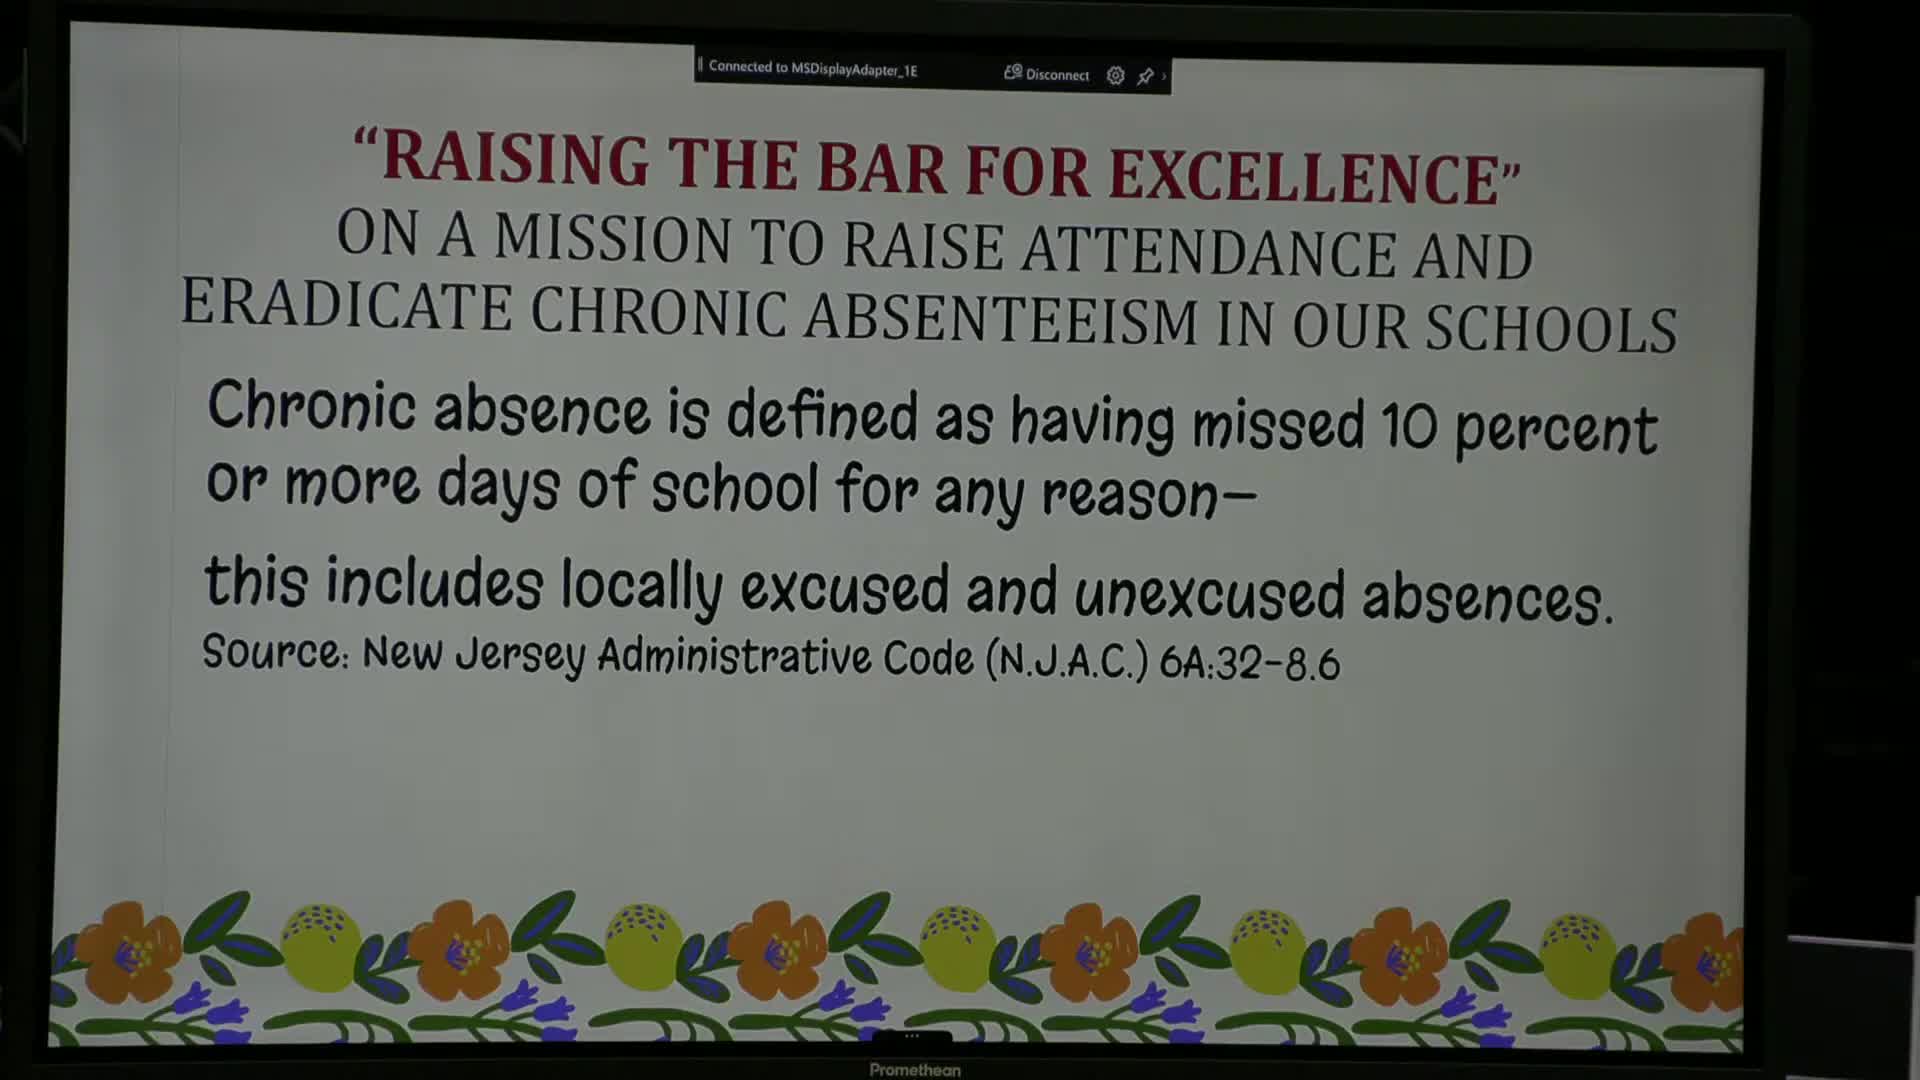 Connected to MSDisplayAdapter_1E Disconnect
“RAISING THE BAR FOR EXCELLENCE”
ON A MISSION TO RAISE ATTENDANCE AND
ERADICATE CHRONIC ABSENTEEISM IN OUR SCHOOLS
Chronic absence is defined as having missed 10 percent
or more days of school for any reason—
this includes locally excused and unexcused absences.
Source: New Jersey Administrative Code (N.J.A.C.) 6A:32-8.6
Promethean